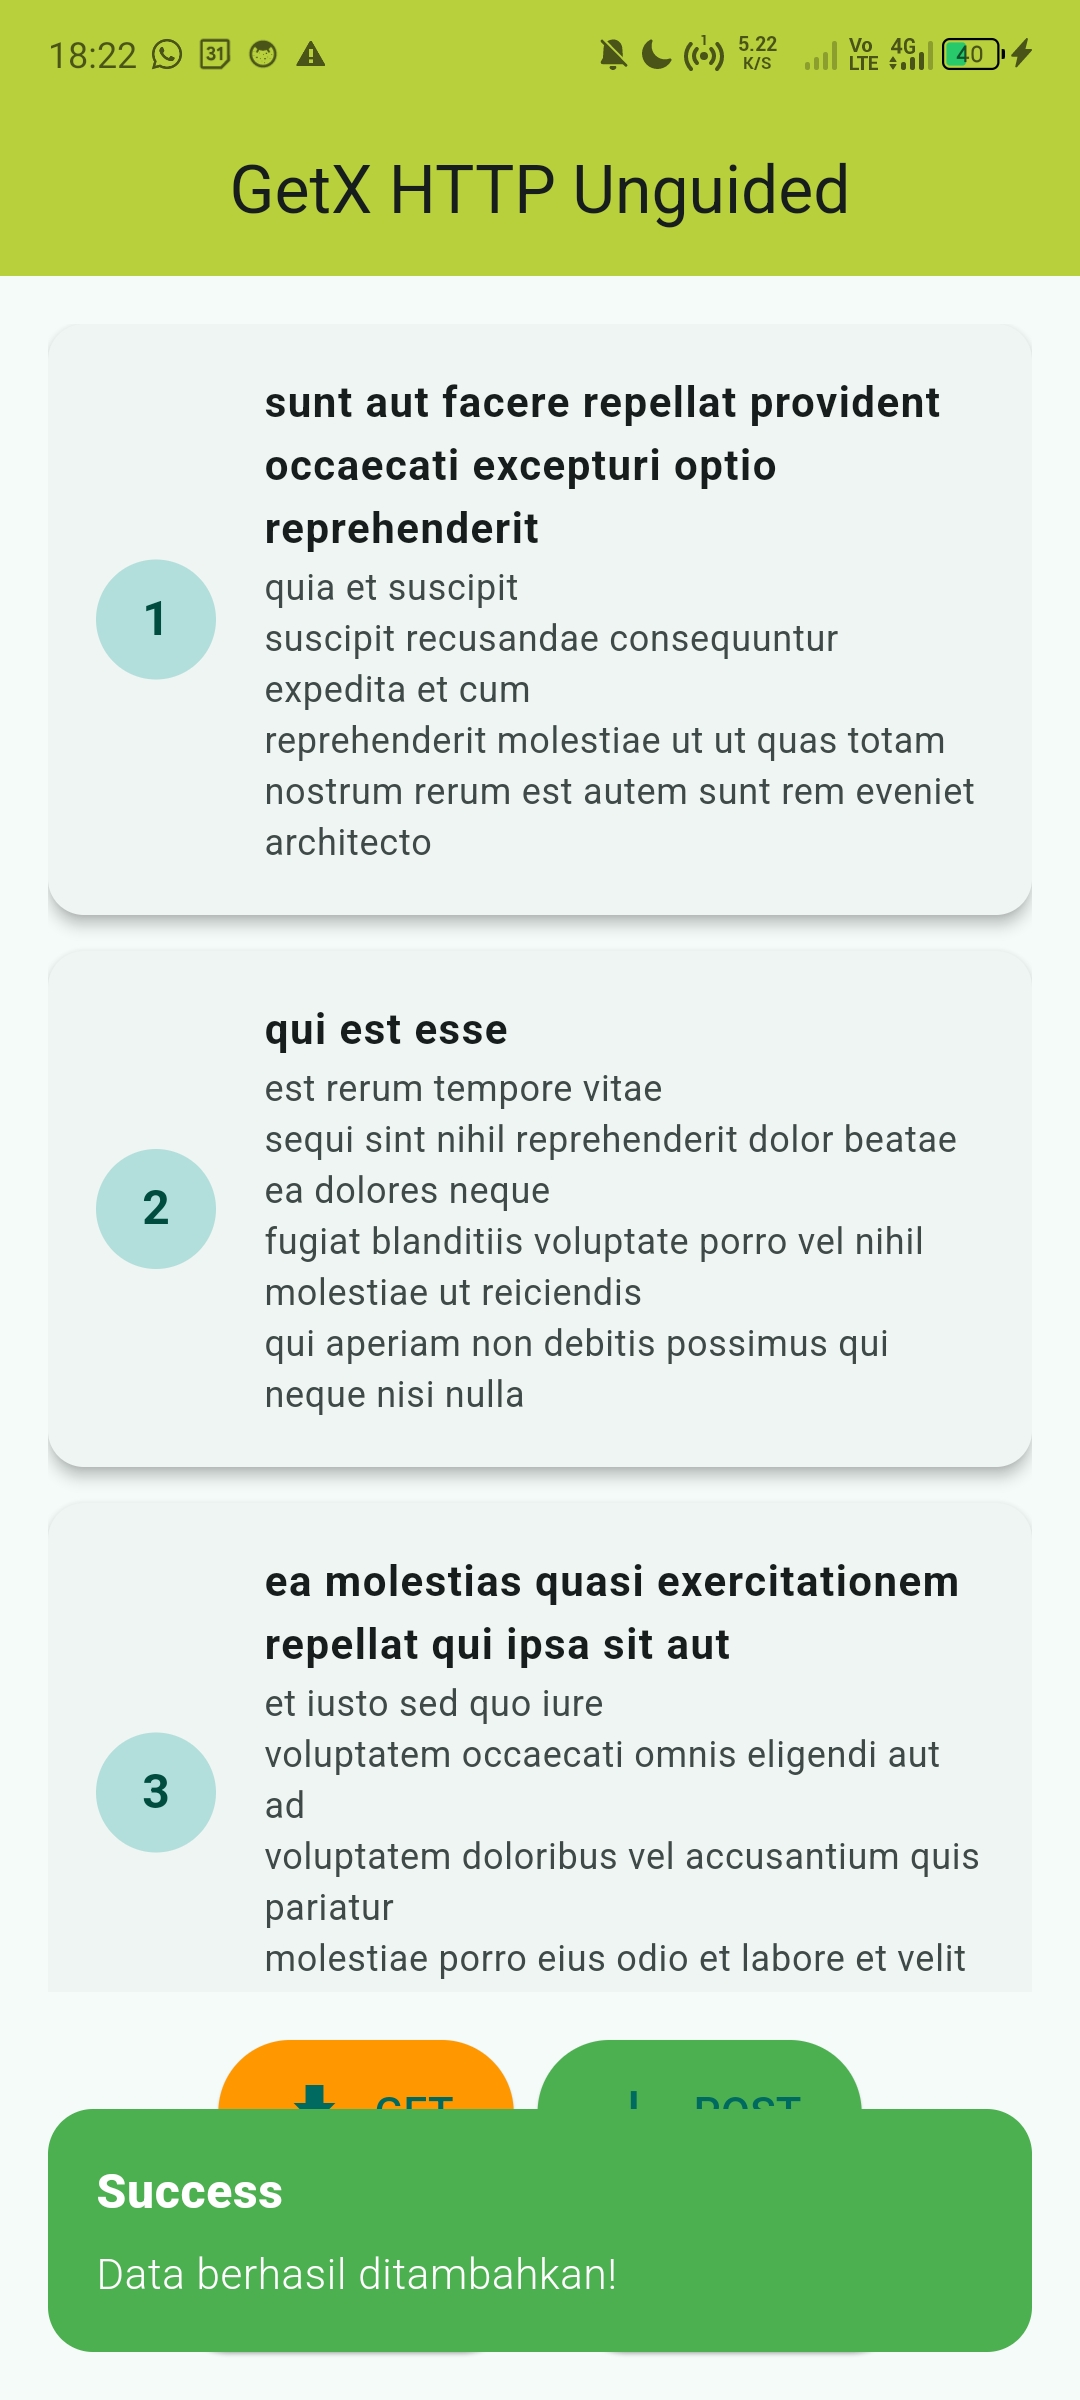 18:22
31
1
5.22
K/S
Vo
LTE
4G
40
GetX HTTP Unguided
sunt aut facere repellat provident
occaecati excepturi optio
reprehenderit
1
quia et suscipit
suscipit recusandae consequuntur
expedita et cum
reprehenderit molestiae ut ut quas totam
nostrum rerum est autem sunt rem eveniet
architecto
qui est esse
2
est rerum tempore vitae
sequi sint nihil reprehenderit dolor beatae
ea dolores neque
fugiat blanditiis voluptate porro vel nihil
molestiae ut reiciendis
qui aperiam non debitis possimus qui
neque nisi nulla
ea molestias quasi exercitationem
repellat qui ipsa sit aut
3
et iusto sed quo iure
voluptatem occaecati omnis eligendi aut
ad
voluptatem doloribus vel accusantium quis
pariatur
molestiae porro eius odio et labore et velit
GET
POST
Success
Data berhasil ditambahkan!